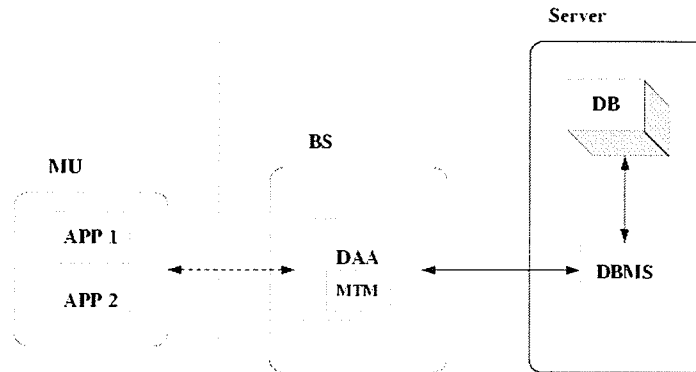 Server
DB
BS
MU
APP 1
DAA
APP 2
MTM
DBMS